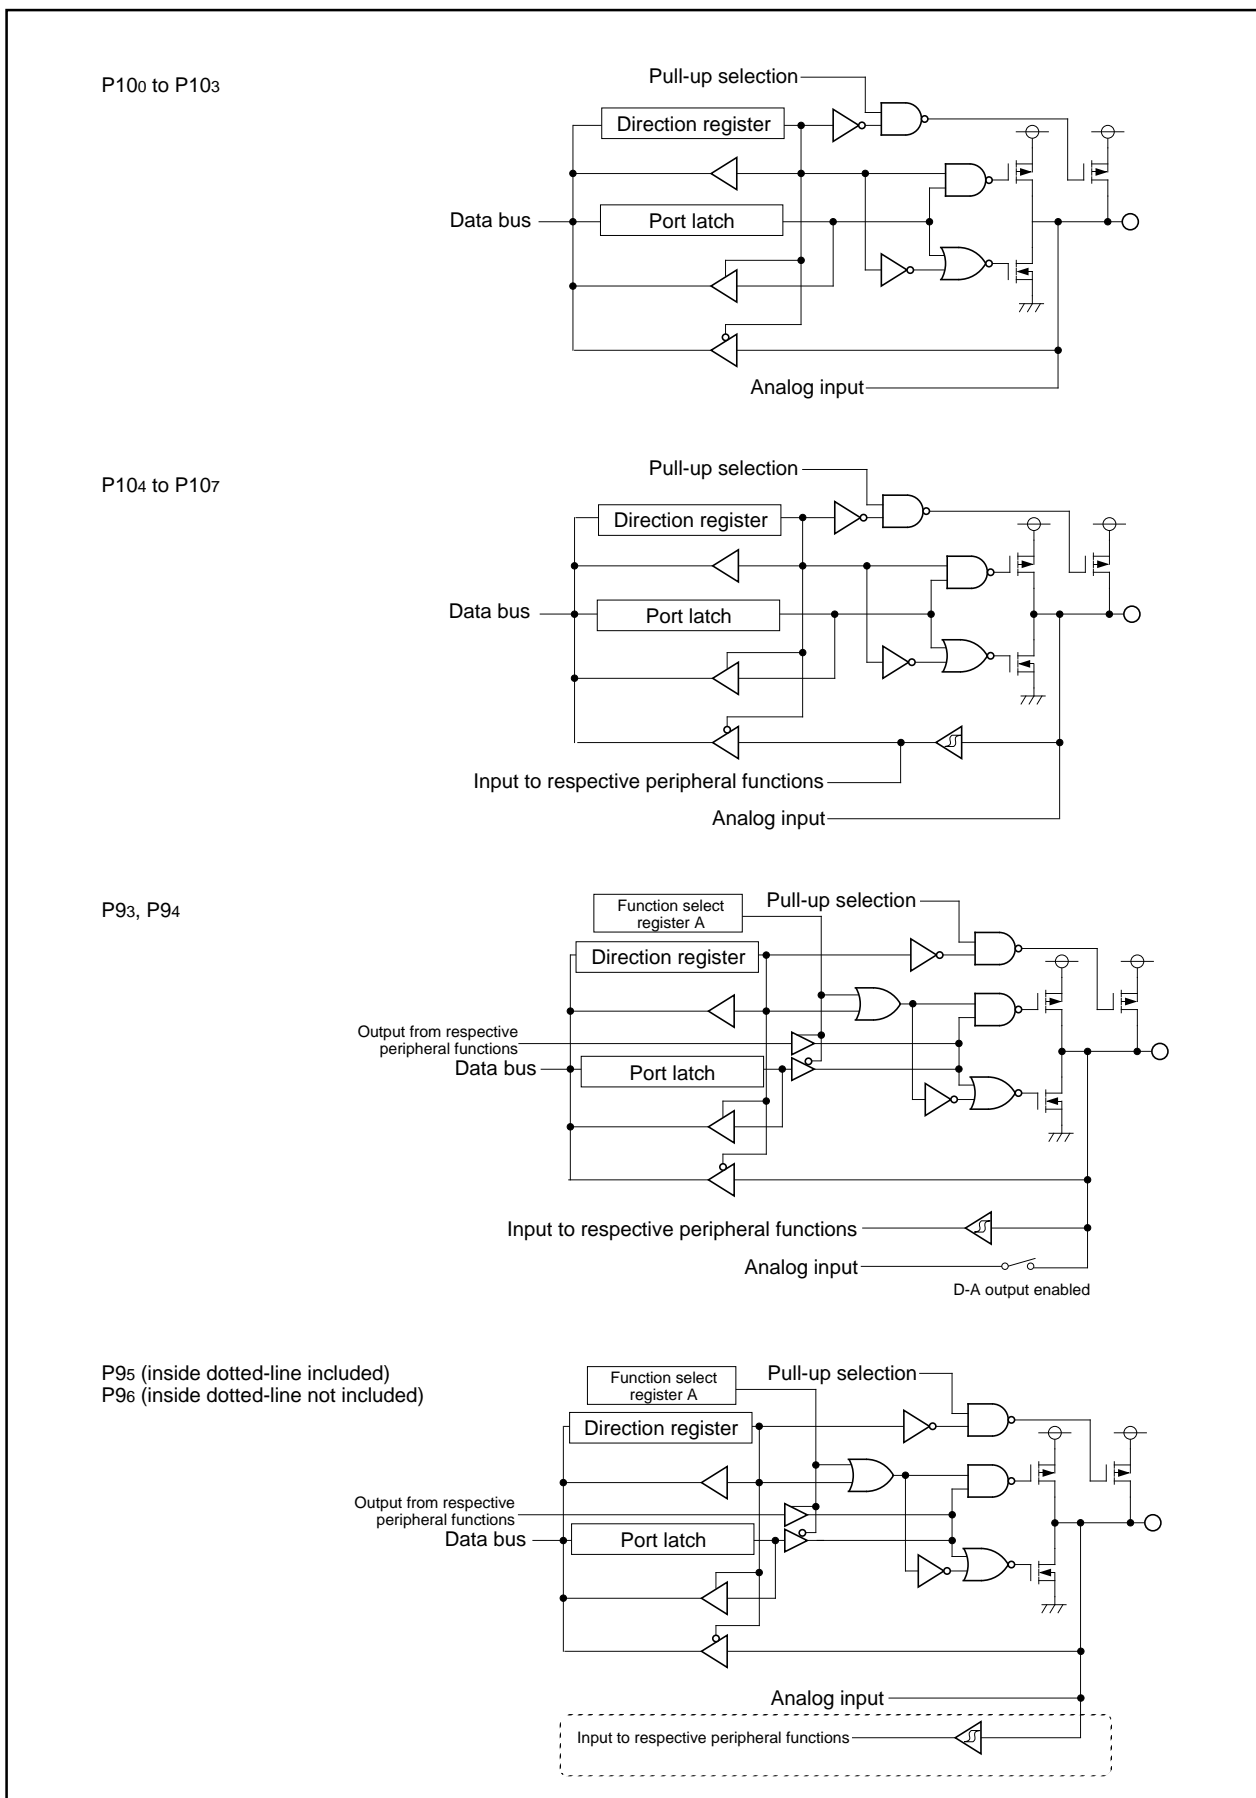 P100 to P103
Pull-up selection
Direction register
Data bus
Port latch
Analog input
P104 to P107
Pull-up selection
Direction register
Data bus
Port latch
Input to respective peripheral functions
Analog input
P93, P94
Function select
register A
Pull-up selection
Direction register
Output from respective
peripheral functions
Data bus
Port latch
Input to respective peripheral functions
Analog input
D-A output enabled
P95 (inside dotted-line included)
P96 (inside dotted-line not included)
Function select
register A
Pull-up selection
Direction register
Output from respective
peripheral functions
Data bus
Port latch
Analog input
Input to respective peripheral functions